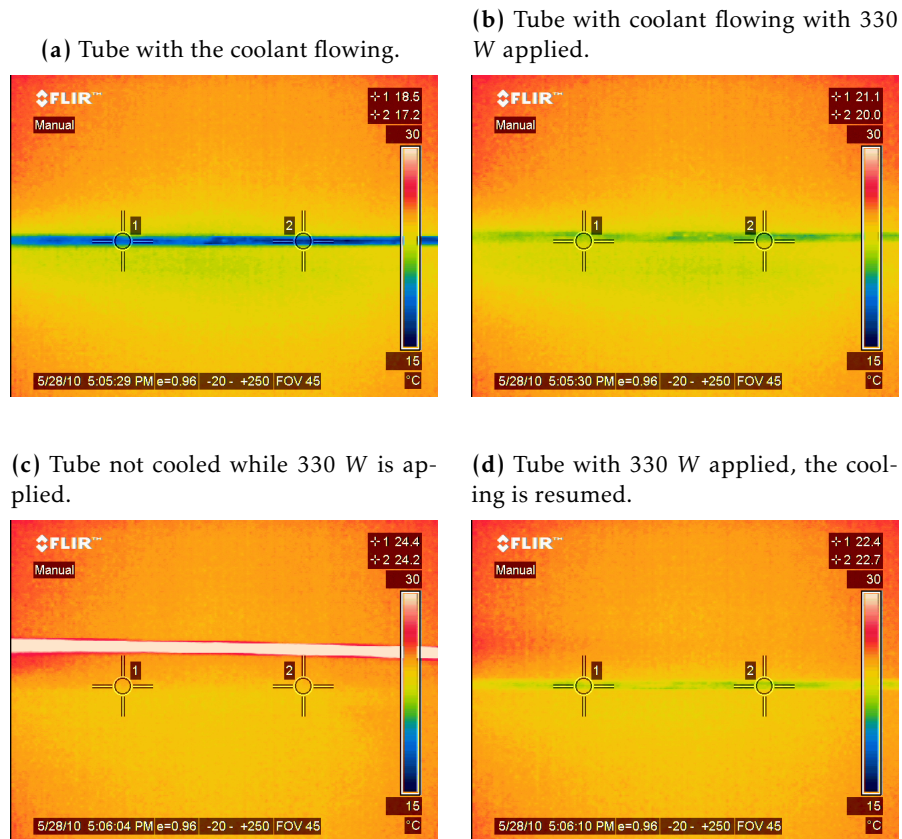 (a) Tube with the coolant flowing.
FLIR™
Manual
1 18.5
2 17.2
30
1
2
15
°C
5/28/10 5:05:29 PM e=0.96 -20 - +250 FOV 45
(b) Tube with coolant flowing with 330
W applied.
FLIR™
Manual
1 21.1
2 20.0
30
1
2
15
°C
5/28/10 5:05:30 PM e=0.96 -20 - +250 FOV 45
(c) Tube not cooled while 330 W is ap-
plied.
FLIR™
Manual
1 24.4
2 24.2
30
1
2
15
°C
5/28/10 5:06:04 PM e=0.96 -20 - +250 FOV 45
(d) Tube with 330 W applied, the cool-
ing is resumed.
FLIR™
Manual
1 22.4
2 22.7
30
1
2
15
°C
5/28/10 5:06:10 PM e=0.96 -20 - +250 FOV 45